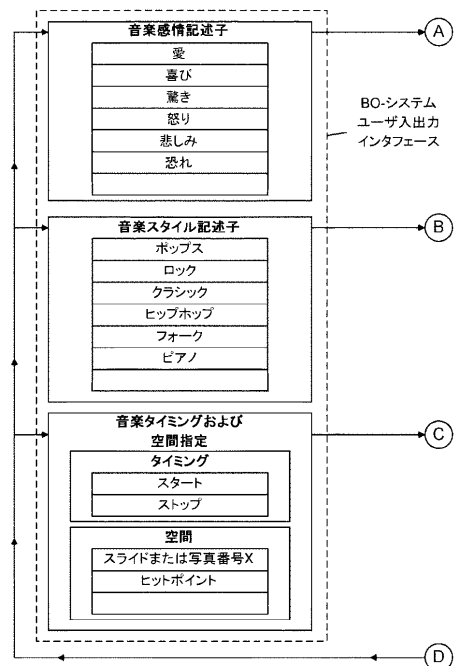 音楽感情記述子
愛
喜び
驚き
怒り
悲しみ
恐れ
A
BO-システム
ユーザ入出力
インタフェース
音楽スタイル記述子
ポップス
ロック
クラシック
ヒップホップ
フォーク
ピアノ
B
音楽タイミングおよび
空間指定
タイミング
スタート
ストップ
空間
スライドまたは写真番号X
ヒットポイント
C
D